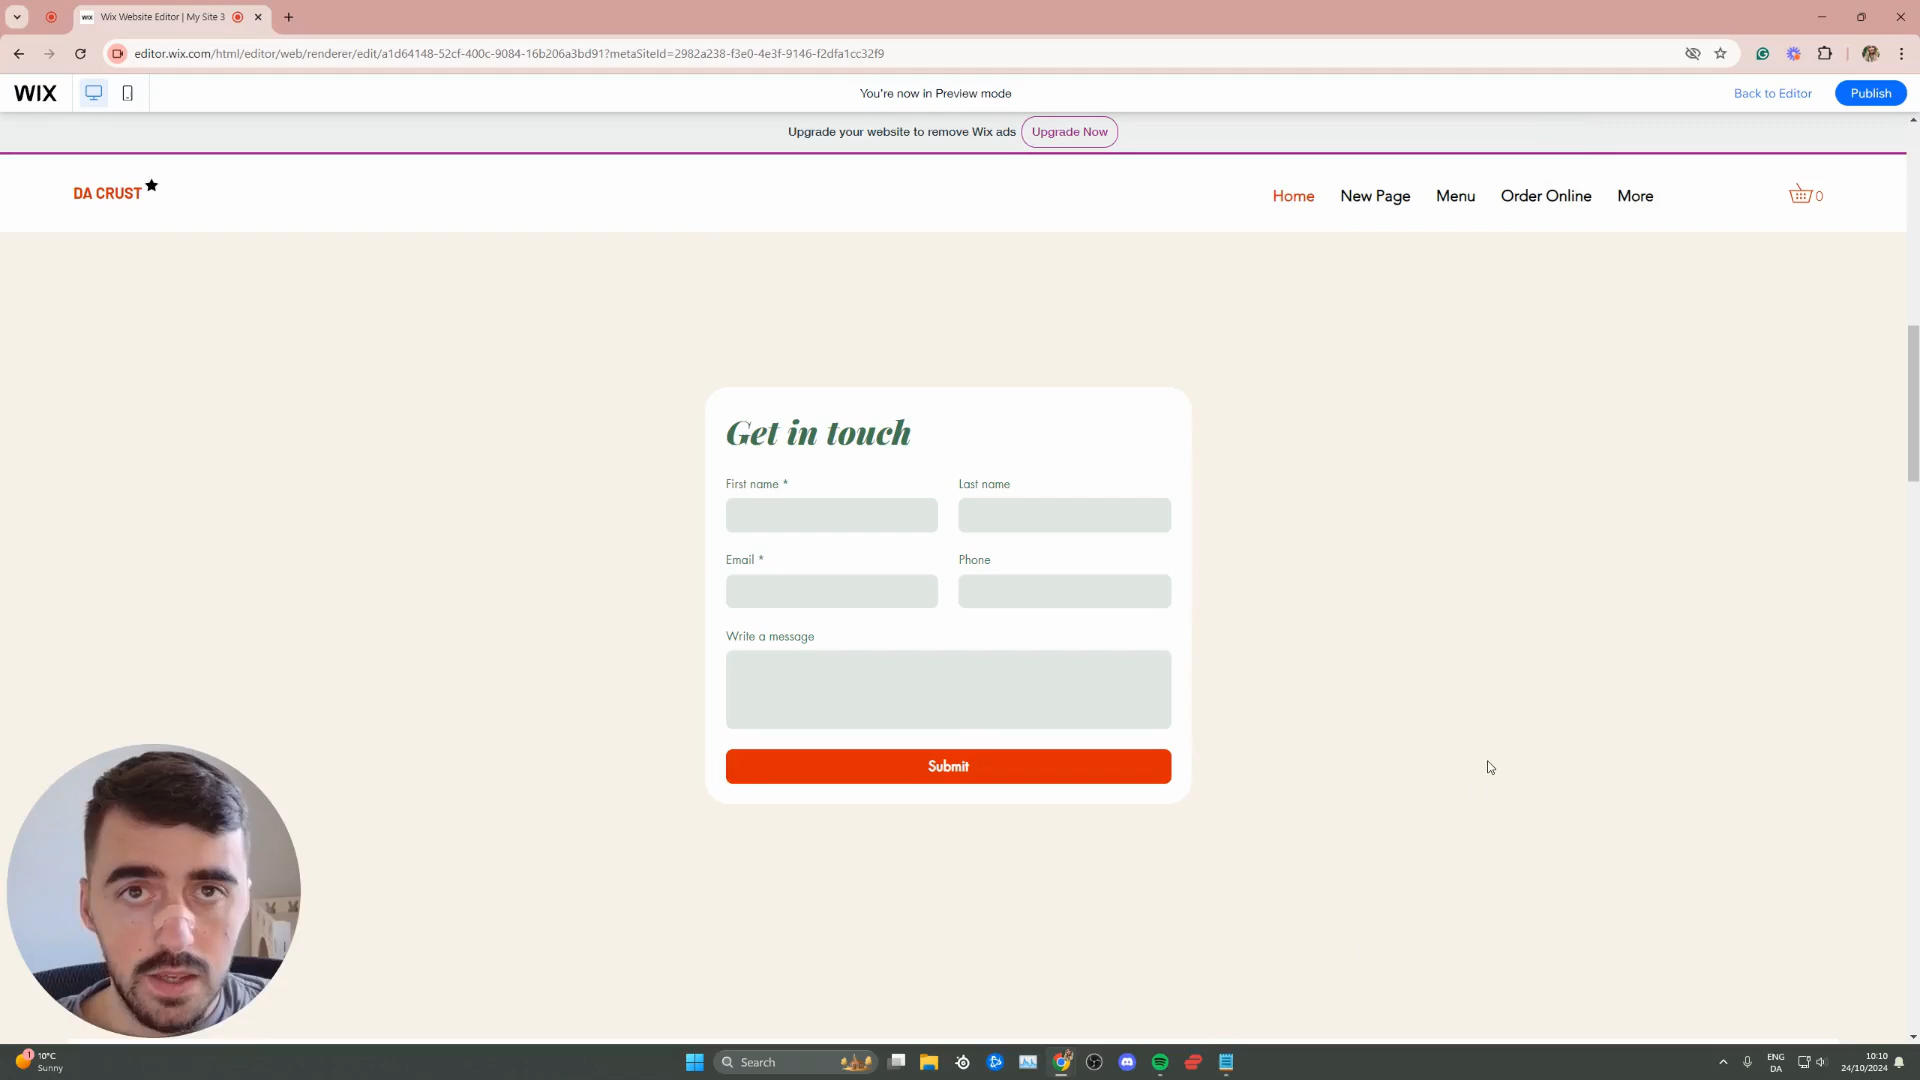 Wix Website Editor | My Site 3
editor.wix.com/html/editor/web/renderer/edit/a1d64148-52cf-400c-9084-16b206a3bd91?metaSiteId=2982a238-f3e0-4e3f-9146-f2dfa1cc32f9
WIX
You're now in Preview mode
Back to Editor
Publish
Upgrade your website to remove Wix ads
Upgrade Now
DA CRUST
Home
New Page
Menu
Order Online
More
0
Get in touch
First name *
Last name
Email *
Phone
Write a message
Submit
1
10°C
Sunny
Search
ENG
DA
10:10
24/10/2024